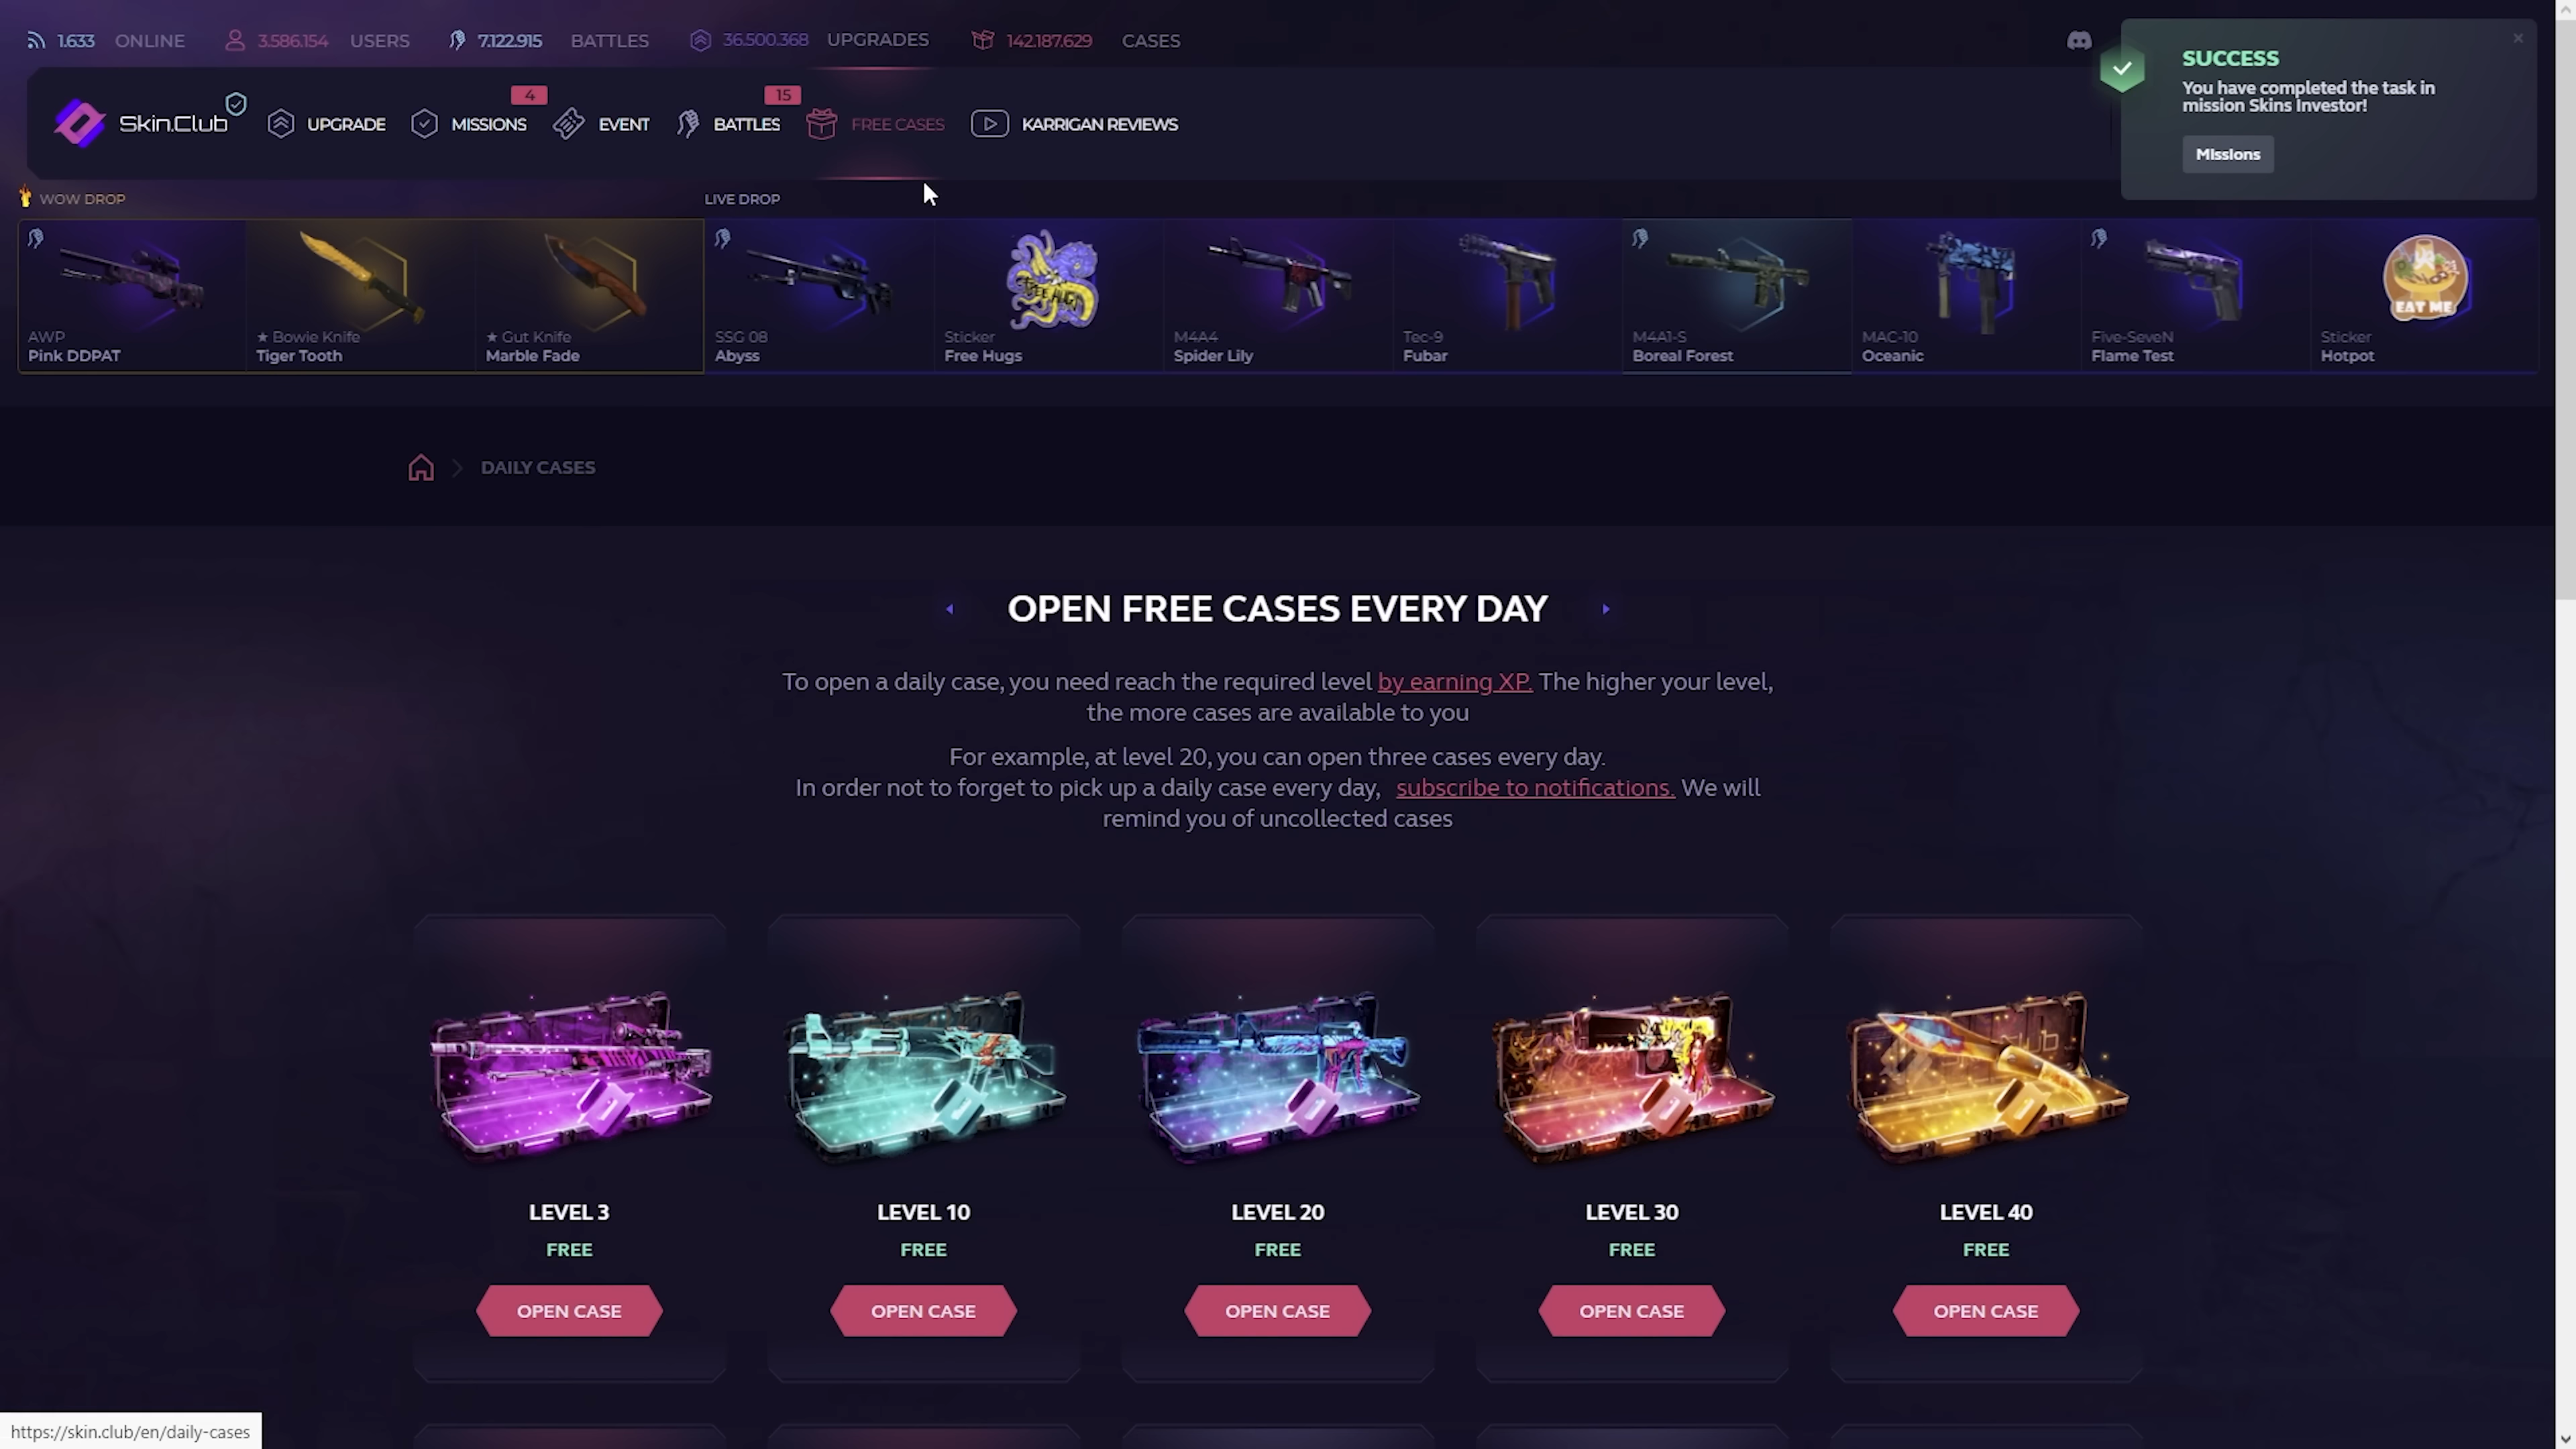 1.633 ONLINE 3.586.154 USERS 7.122.915 BATTLES 36.500.368 UPGRADES 142.187.629 CASES
SUCCESS
You have completed the task in
mission Skins Investor!
Missions
4
15
Skin.Club UPGRADE MISSIONS EVENT BATTLES FREE CASES KARRIGAN REVIEWS
WOW DROP
LIVE DROP
AWP
Pink DDPAT
★ Bowie Knife
Tiger Tooth
★ Gut Knife
Marble Fade
SSG 08
Abyss
Sticker
Free Hugs
M4A4
Spider Lily
Tec-9
Fubar
M4A1-S
Boreal Forest
MAC-10
Oceanic
Five-SeveN
Flame Test
EAT ME
Sticker
Hotpot
DAILY CASES
OPEN FREE CASES EVERY DAY
To open a daily case, you need reach the required level by earning XP. The higher your level,
the more cases are available to you
For example, at level 20, you can open three cases every day.
In order not to forget to pick up a daily case every day, subscribe to notifications. We will
remind you of uncollected cases
LEVEL 3
FREE
OPEN CASE
LEVEL 10
FREE
OPEN CASE
LEVEL 20
FREE
OPEN CASE
LEVEL 30
FREE
OPEN CASE
LEVEL 40
FREE
OPEN CASE
https://skin.club/en/daily-cases